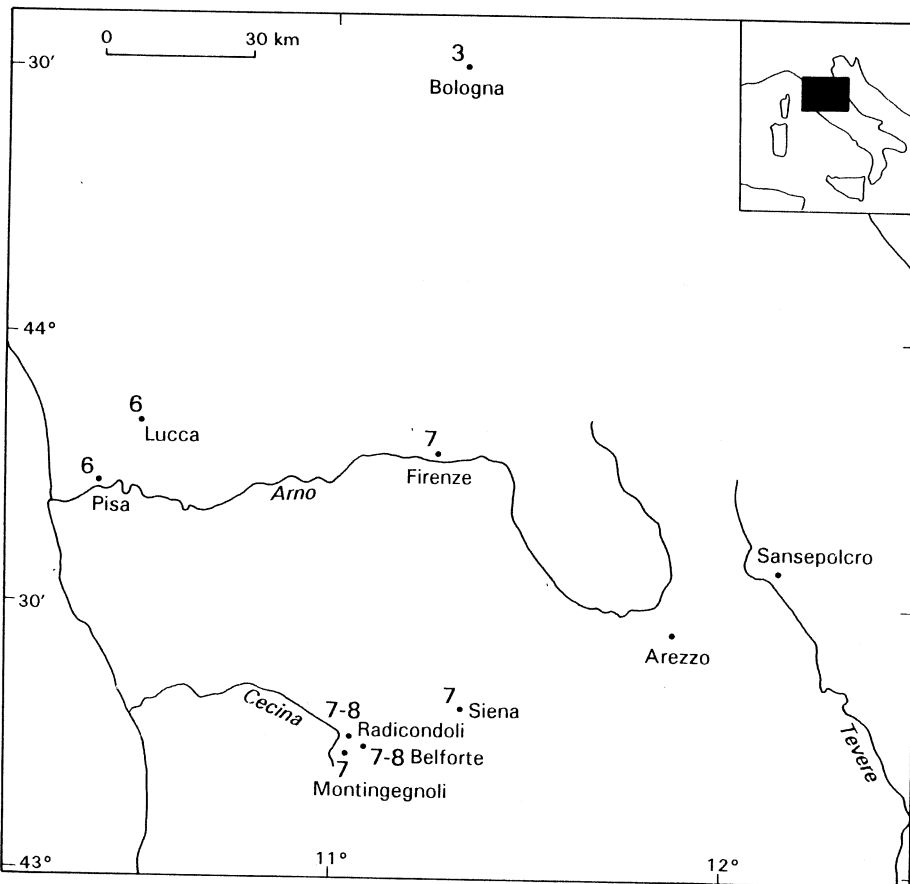 0 30 km
30′
3
Bologna
44°
6
Lucca
6
Pisa
Arno
7
Firenze
Sansepolcro
30′
Arezzo
Cecina
7
Siena
7-8
Radicondoli
7-8 Belforte
7
Montingegnoli
Tevere
43°
11°
12°